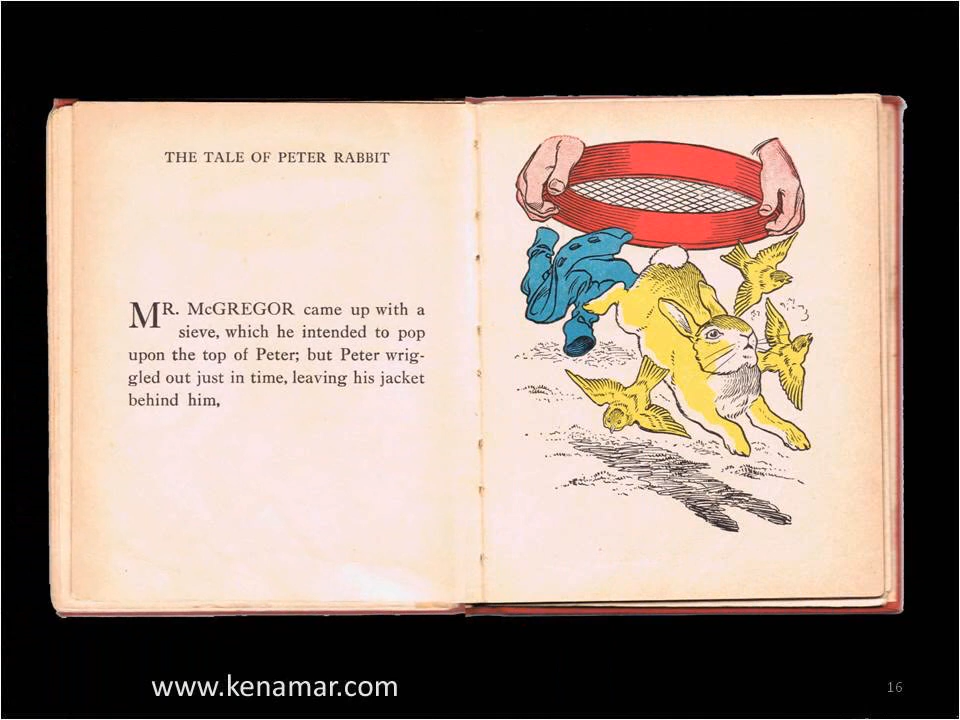 THE TALE OF PETER RABBIT
MR. McGREGOR came up with a
sieve, which he intended to pop
upon the top of Peter; but Peter wrig-
gled out just in time, leaving his jacket
behind him,
www.kenamar.com
16